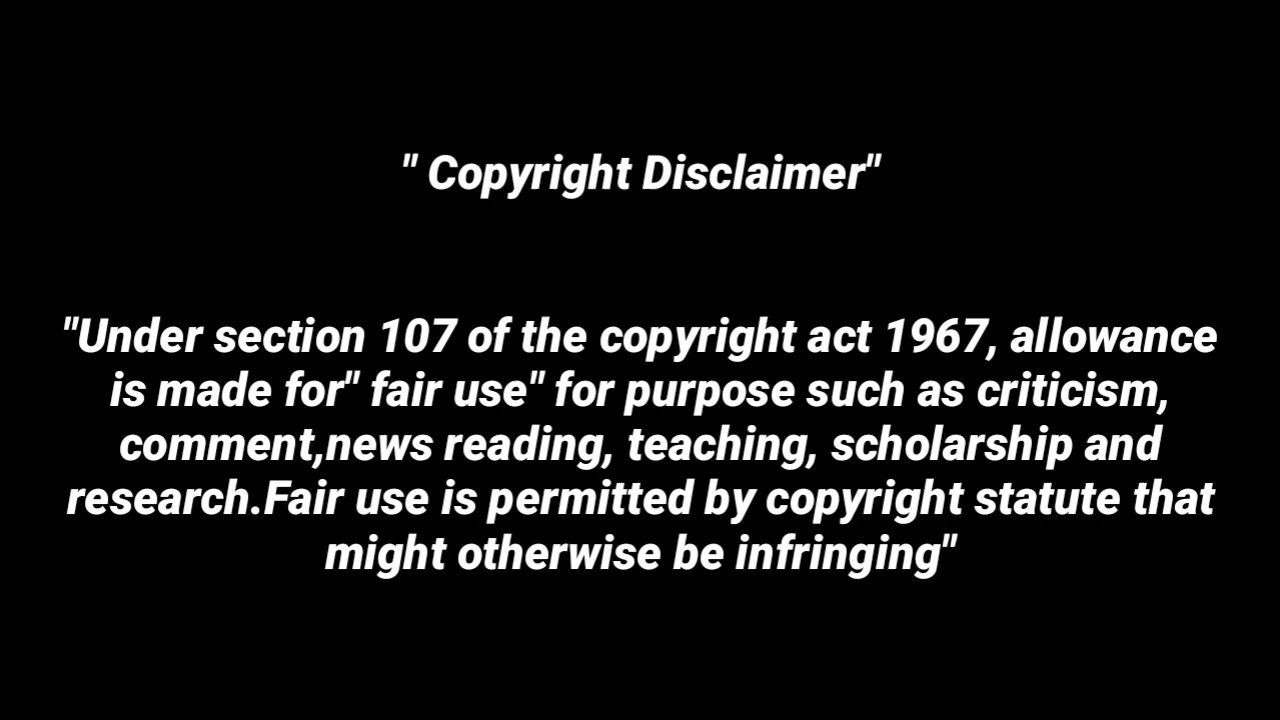 " Copyright Disclaimer"
"Under section 107 of the copyright act 1967, allowance
is made for" fair use" for purpose such as criticism,
comment,news reading, teaching, scholarship and
research.Fair use is permitted by copyright statute that
might otherwise be infringing"